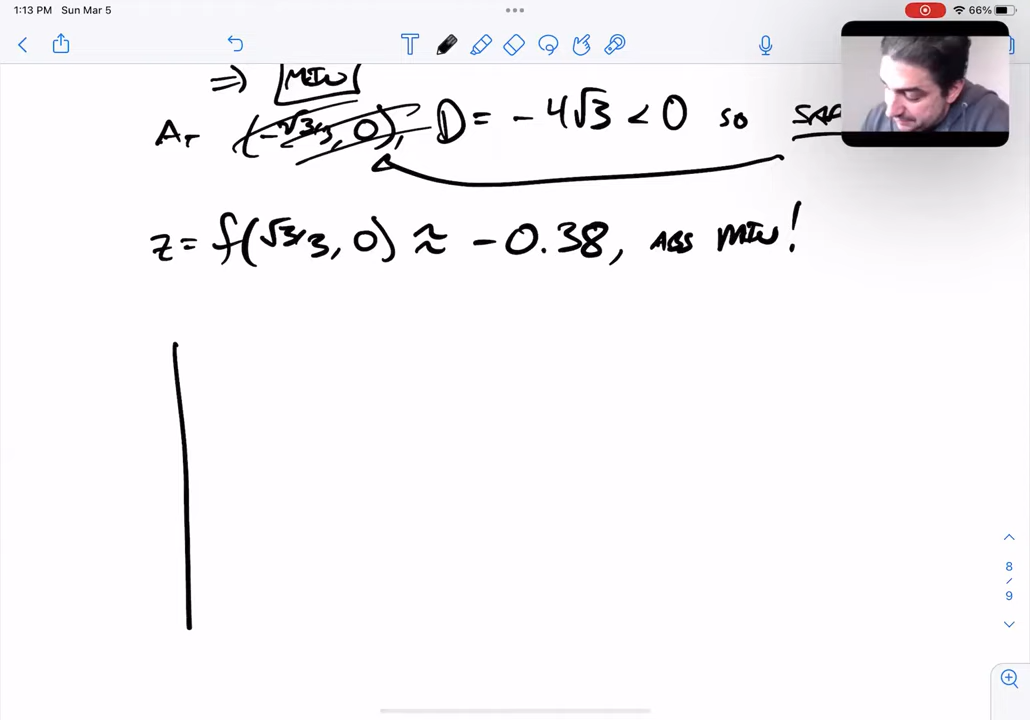 1:13 PM Sun Mar 5
66%
⇒ MIN
AT (-√3/3, 0), D = -4√3 < 0 so
z = f(√3/3, 0) ≈ -0.38, ABS MIN!
8
/
9